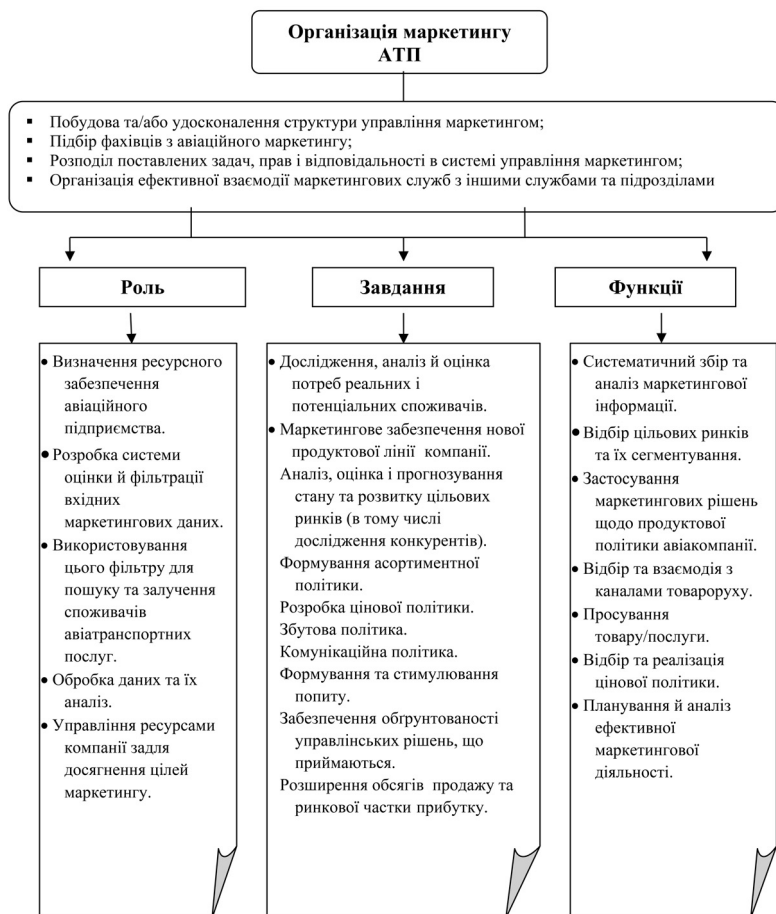 Організація маркетингу
АТП
▪ Побудова та/або удосконалення структури управління маркетингом;
▪ Підбір фахівців з авіаційного маркетингу;
▪ Розподіл поставлених задач, прав і відповідальності в системі управління маркетингом;
▪ Організація ефективної взаємодії маркетингових служб з іншими службами та підрозділами
Роль
• Визначення ресурсного
забезпечення
авіаційного
підприємства.
• Розробка системи
оцінки й фільтрації
вхідних
маркетингових даних.
• Використовування
цього фільтру для
пошуку та залучення
споживачів
авіатранспортних
послуг.
• Обробка даних та їх
аналіз.
• Управління ресурсами
компанії задля
досягнення цілей
маркетингу.
Завдання
• Дослідження, аналіз й оцінка
потреб реальних і
потенціальних споживачів.
• Маркетингове забезпечення нової
продуктової лінії компанії.
Аналіз, оцінка і прогнозування
стану та розвитку цільових
ринків (в тому числі
дослідження конкурентів).
Формування асортиментної
політики.
Розробка цінової політики.
Збутова політика.
Комунікаційна політика.
Формування та стимулювання
попиту.
Забезпечення обґрунтованості
управлінських рішень, що
приймаються.
Розширення обсягів продажу та
ринкової частки прибутку.
Функції
• Систематичний збір та
аналіз маркетингової
інформації.
• Відбір цільових ринків
та їх сегментування.
• Застосування
маркетингових рішень
щодо продуктової
політики авіакомпанії.
• Відбір та взаємодія з
каналами товароруху.
• Просування
товару/послуги.
• Відбір та реалізація
цінової політики.
• Планування й аналіз
ефективної
маркетингової
діяльності.